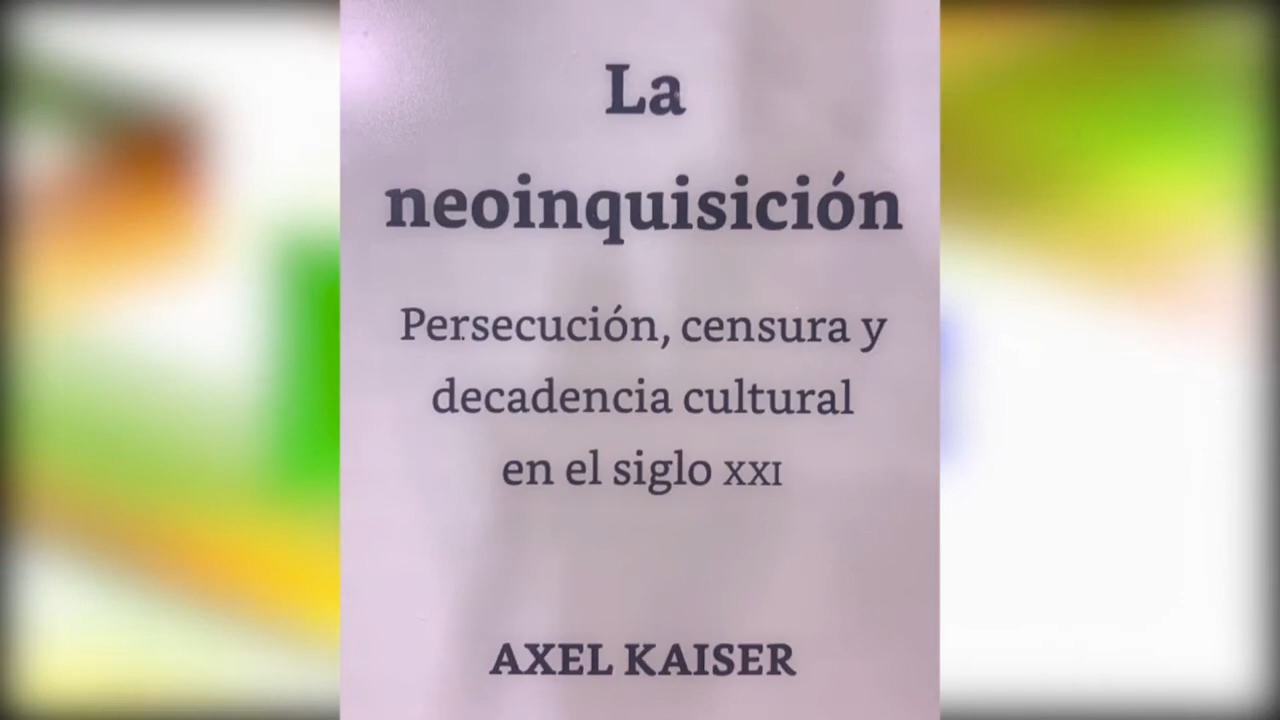 La
neoinquisición
Persecución, censura y
decadencia cultural
en el siglo XXI
AXEL KAISER